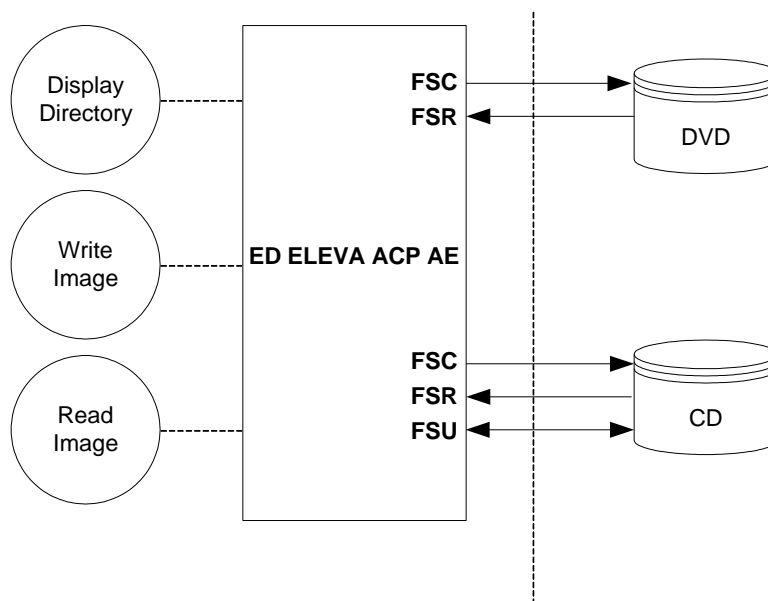 Display
Directory
Write
Image
Read
Image
ED ELEVA ACP AE
FSC
FSR
FSC
FSR
FSU
DVD
CD